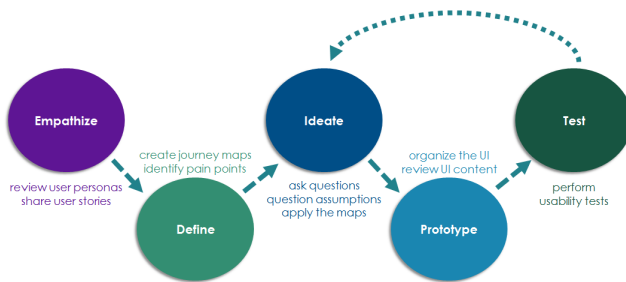 Empathize
review user personas
share user stories
create journey maps
identify pain points
Define
Ideate
ask questions
question assumptions
apply the maps
organize the UI
review UI content
Prototype
Test
perform
usability tests